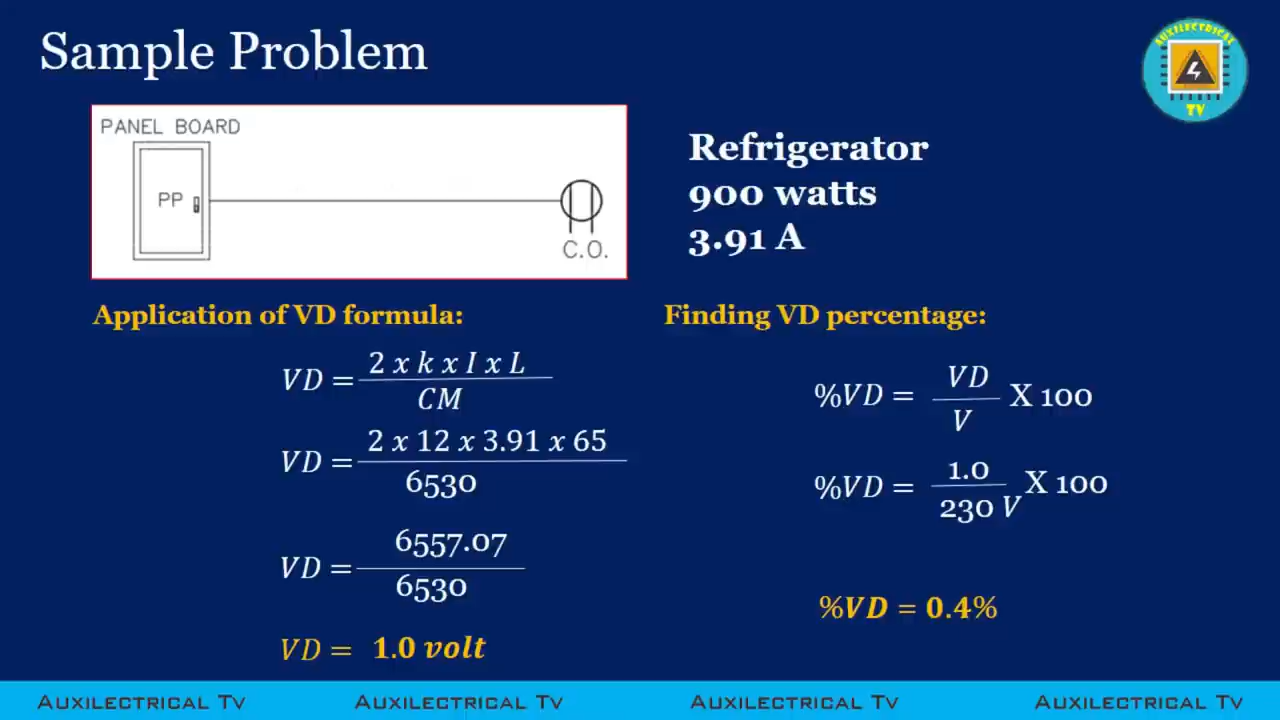 Sample Problem
AUXILECTRICAL
TV
PANEL BOARD
PP
C.O.
Refrigerator
900 watts
3.91 A
Application of VD formula:
VD = 2 x k x I x L
CM
VD = 2 x 12 x 3.91 x 65
6530
VD = 6557.07
6530
VD = 1.0 volt
Finding VD percentage:
%VD = VD X 100
V
%VD = 1.0 X 100
230 V
%VD = 0.4%
AUXILECTRICAL TV
AUXILECTRICAL TV
AUXILECTRICAL TV
AUXILECTRICAL TV